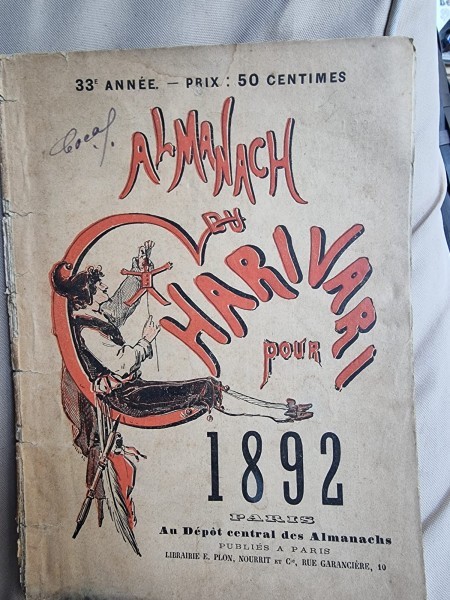 33E ANNÉE. — PRIX : 50 CENTIMES
ALMANACH
DU
CHARIVARI
POUR
1892
PARIS
Au Dépôt central des Almanachs
PUBLIÉS A PARIS
LIBRAIRIE E. PLON, NOURRIT ET Cie, RUE GARANCIÈRE, 10